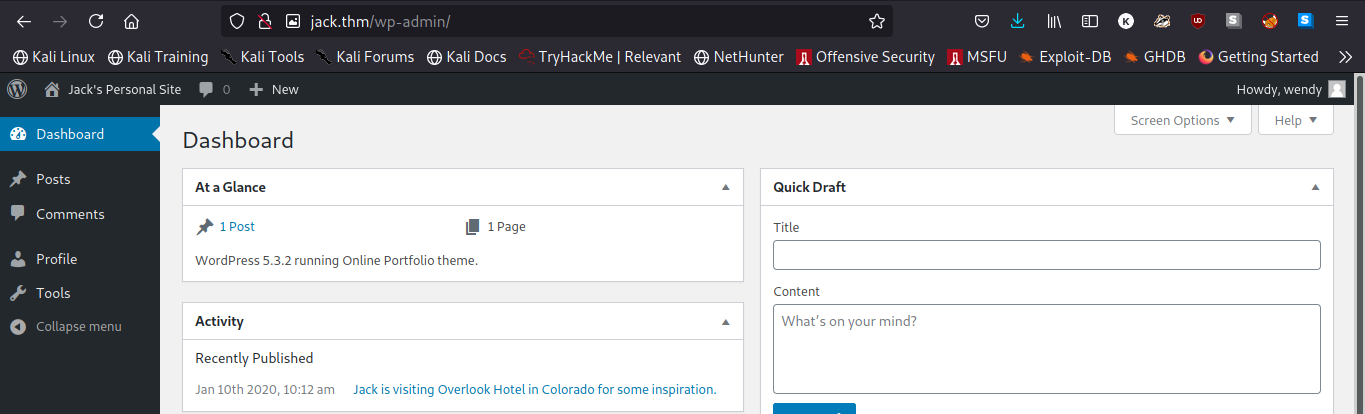 jack.thm/wp-admin/
Kali Linux Kali Training Kali Tools Kali Forums Kali Docs TryHackMe | Relevant NetHunter Offensive Security MSFU Exploit-DB GHDB Getting Started
Jack's Personal Site 0 New Howdy, wendy
Screen Options Help
Dashboard
Dashboard
Posts
Comments
Profile
Tools
Collapse menu
At a Glance
1 Post 1 Page
WordPress 5.3.2 running Online Portfolio theme.
Activity
Recently Published
Jan 10th 2020, 10:12 am Jack is visiting Overlook Hotel in Colorado for some inspiration.
Quick Draft
Title
Content
What's on your mind?